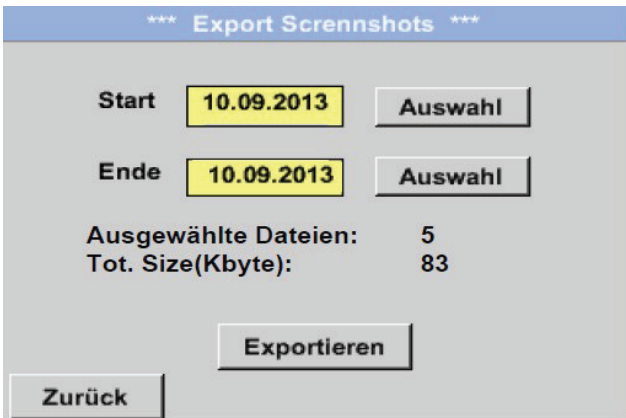 *** Export Scrennshots ***
Start 10.09.2013 Auswahl
Ende 10.09.2013 Auswahl
Ausgewählte Dateien: 5
Tot. Size(Kbyte): 83
Exportieren
Zurück